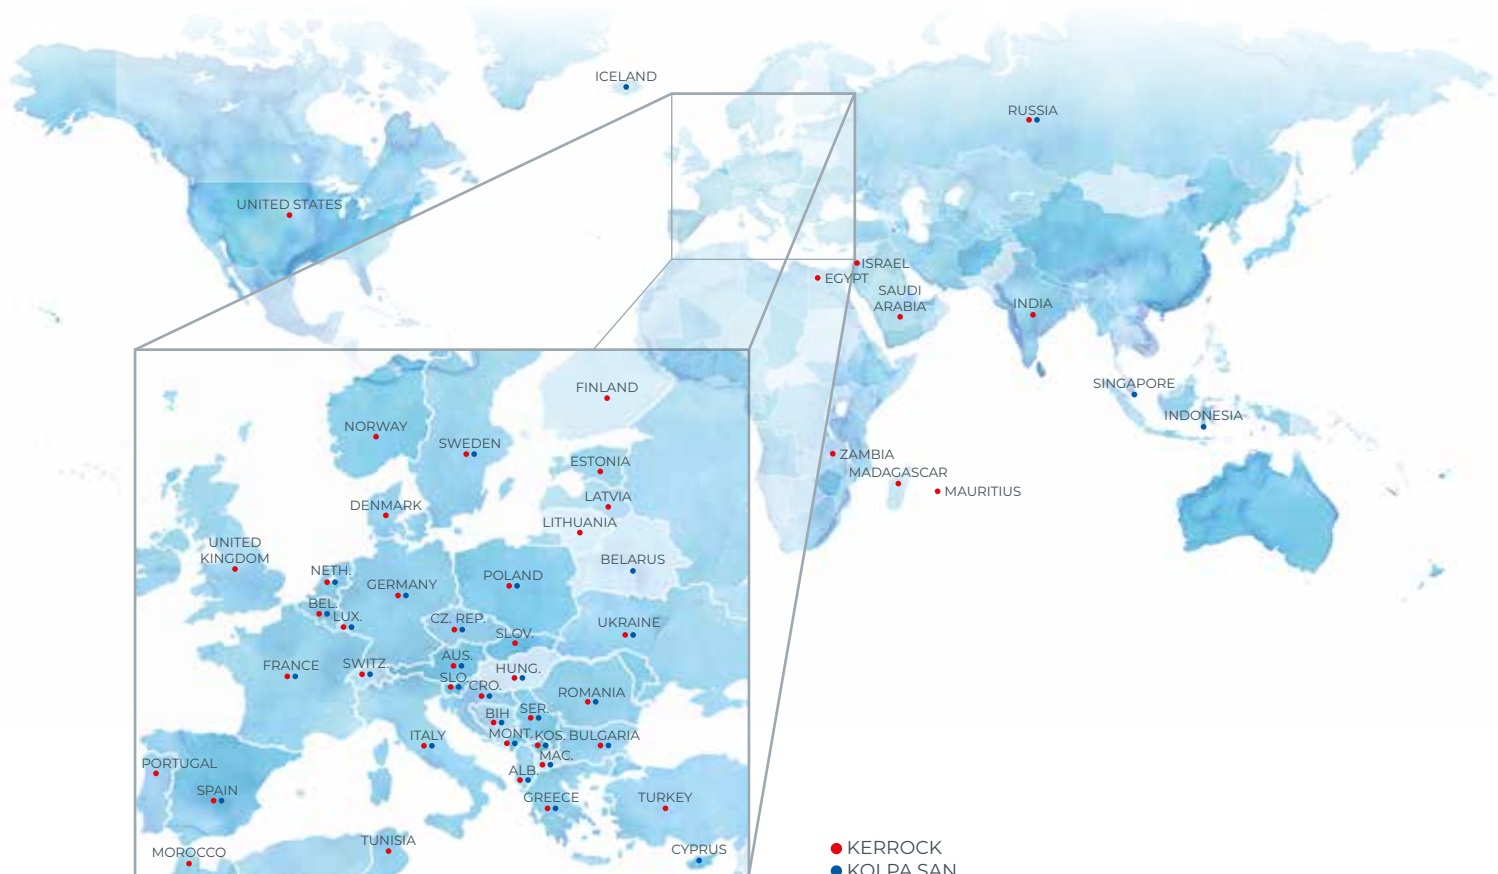 ICELAND
RUSSIA
UNITED STATES
ISRAEL
EGYPT
SAUDI
ARABIA
INDIA
SINGAPORE
INDONESIA
ZAMBIA
MADAGASCAR
MAURITIUS
FINLAND
NORWAY
SWEDEN
ESTONIA
LATVIA
DENMARK
LITHUANIA
UNITED
KINGDOM
BELARUS
NETH.
GERMANY
POLAND
BEL.
LUX.
CZ. REP.
UKRAINE
SLOV.
FRANCE
SWITZ.
AUS.
HUNG.
SLO.
CRO.
ROMANIA
BIH
SER.
ITALY
MONT.
KOS.
BULGARIA
MAC.
PORTUGAL
ALB.
SPAIN
GREECE
TURKEY
TUNISIA
MOROCCO
CYPRUS
KERROCK
KOLPA SAN